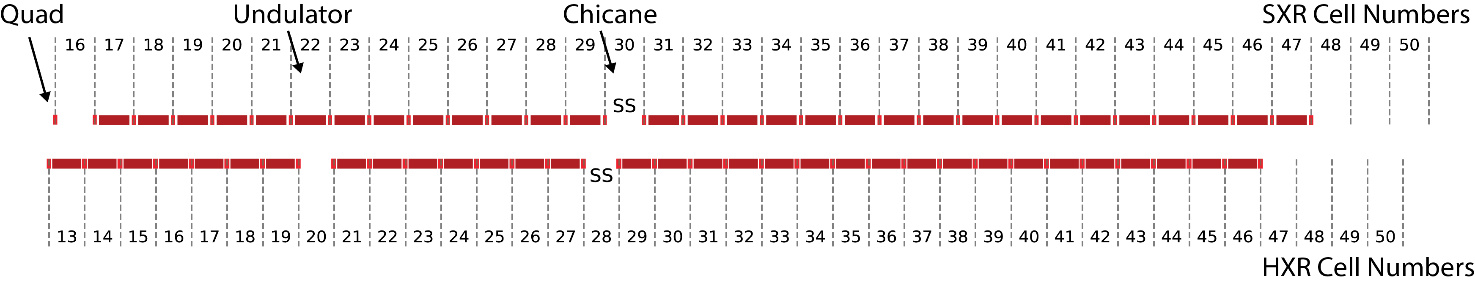 Quad Undulator Chicane SXR Cell Numbers
16 17 18 19 20 21 22 23 24 25 26 27 28 29 30 31 32 33 34 35 36 37 38 39 40 41 42 43 44 45 46 47 48 49 50
SS
SS
13 14 15 16 17 18 19 20 21 22 23 24 25 26 27 28 29 30 31 32 33 34 35 36 37 38 39 40 41 42 43 44 45 46 47 48 49 50
HXR Cell Numbers